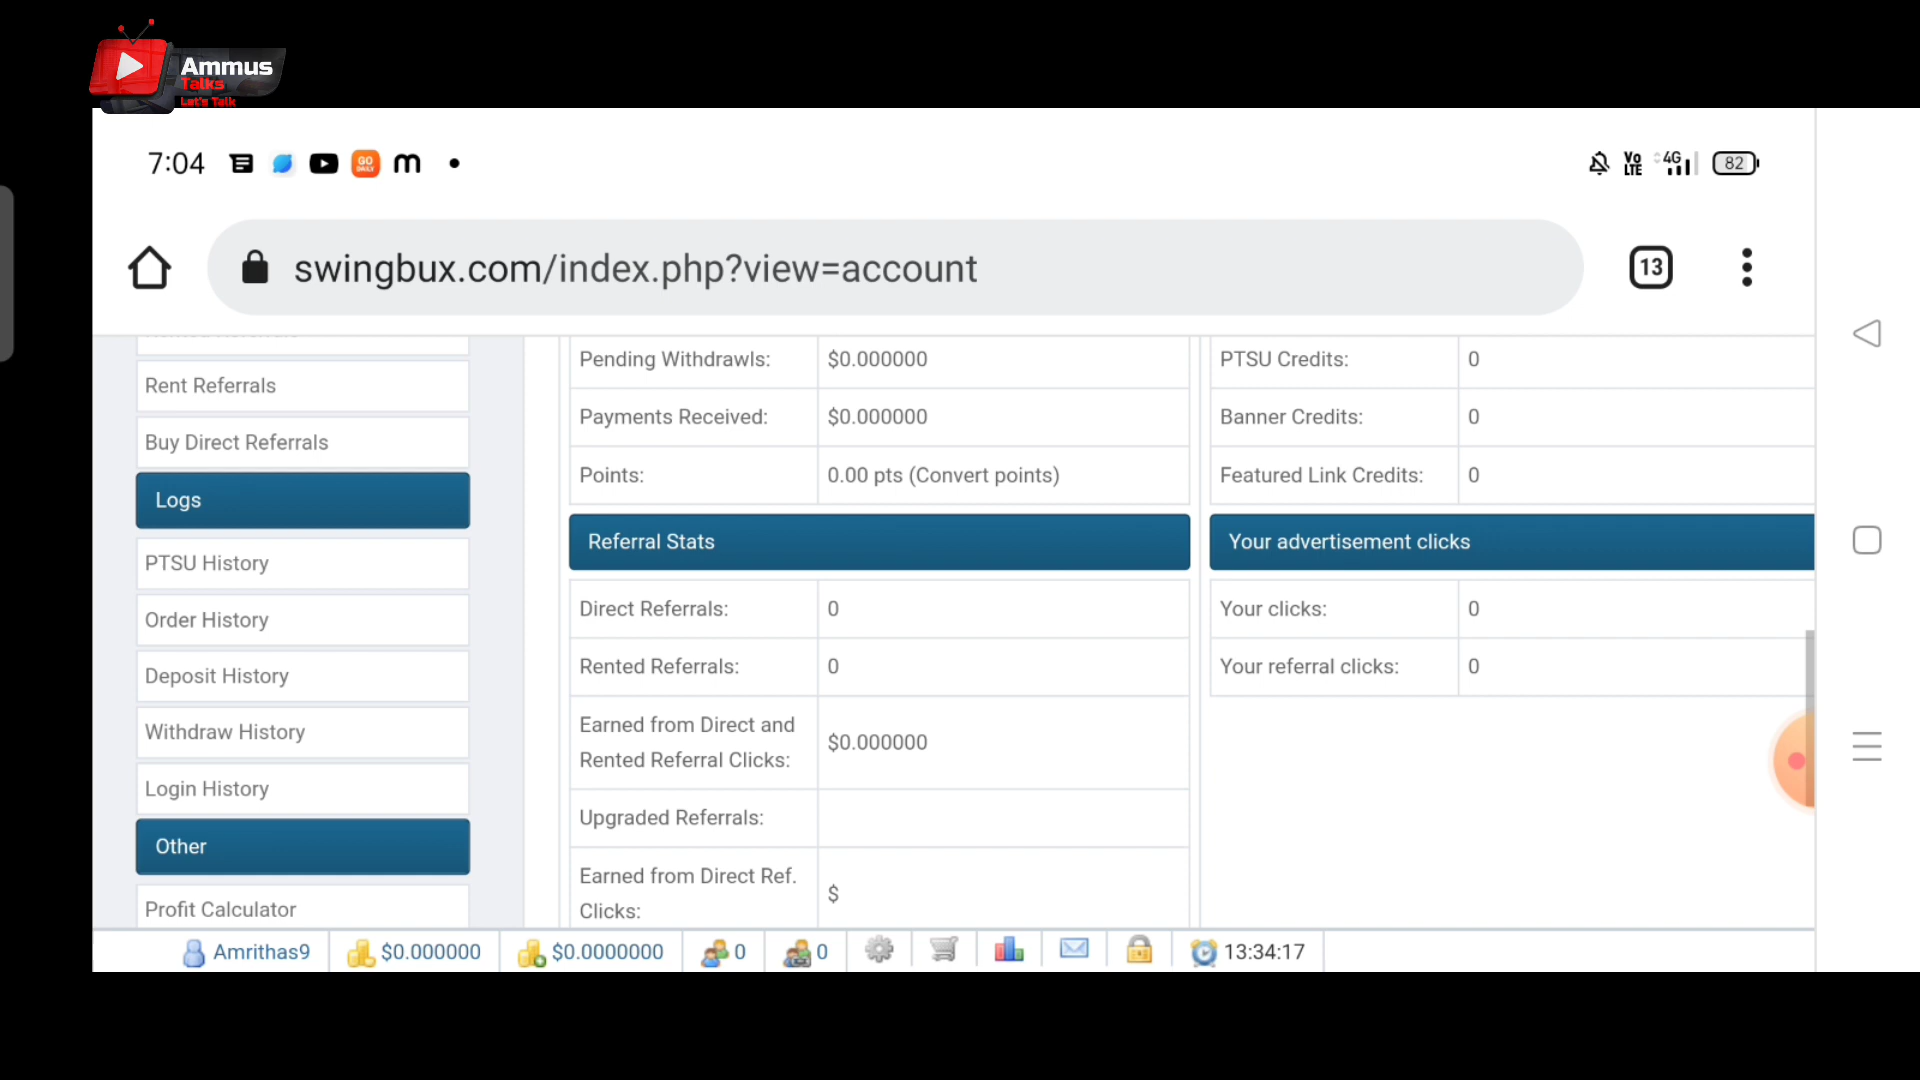 Ammus
Talks
Let's Talk
7:04
GO
DAILY
m
Vo
LTE
4G
82
swingbux.com/index.php?view=account
13
Rent Referrals
Buy Direct Referrals
Logs
PTSU History
Order History
Deposit History
Withdraw History
Login History
Other
Profit Calculator
Pending Withdrawls: $0.000000
Payments Received: $0.000000
Points: 0.00 pts (Convert points)
Referral Stats
Direct Referrals: 0
Rented Referrals: 0
Earned from Direct and
Rented Referral Clicks: $0.000000
Upgraded Referrals:
Earned from Direct Ref.
Clicks: $
PTSU Credits: 0
Banner Credits: 0
Featured Link Credits: 0
Your advertisement clicks
Your clicks: 0
Your referral clicks: 0
Amrithas9 $0.000000 $0.0000000 0 0 13:34:17